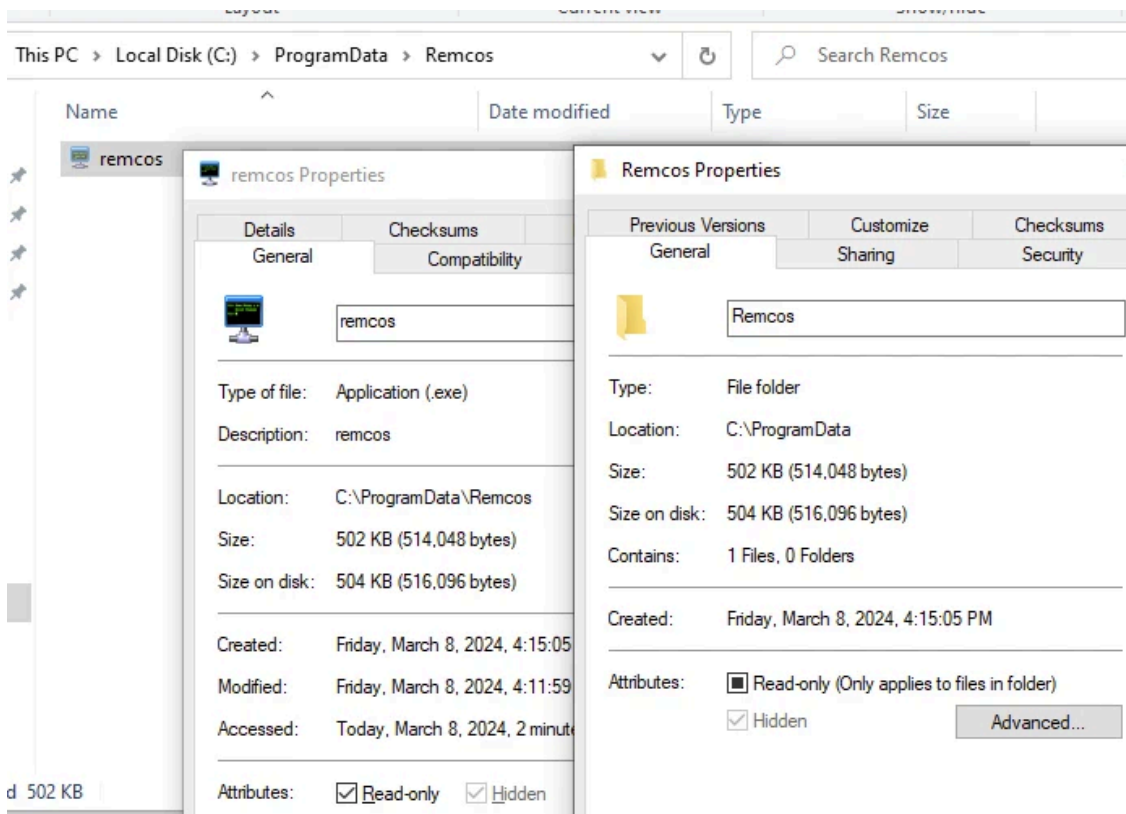 This PC > Local Disk (C:) > ProgramData > Remcos
Search Remcos
Name
Date modified
Type
Size
remcos
remcos Properties
Details
Checksums
General
Compatibility
remcos
Type of file: Application (.exe)
Description: remcos
Location: C:\ProgramData\Remcos
Size: 502 KB (514,048 bytes)
Size on disk: 504 KB (516,096 bytes)
Created: Friday, March 8, 2024, 4:15:05
Modified: Friday, March 8, 2024, 4:11:59
Accessed: Today, March 8, 2024, 2
Attributes: Read-only Hidden
Remcos Properties
Previous Versions
Customize
Checksums
General
Sharing
Security
Remcos
Type: File folder
Location: C:\ProgramData
Size: 502 KB (514,048 bytes)
Size on disk: 504 KB (516,096 bytes)
Contains: 1 Files, 0 Folders
Created: Friday, March 8, 2024, 4:15:05 PM
Attributes: Read-only (Only applies to files in folder)
Hidden
Advanced...
502 KB